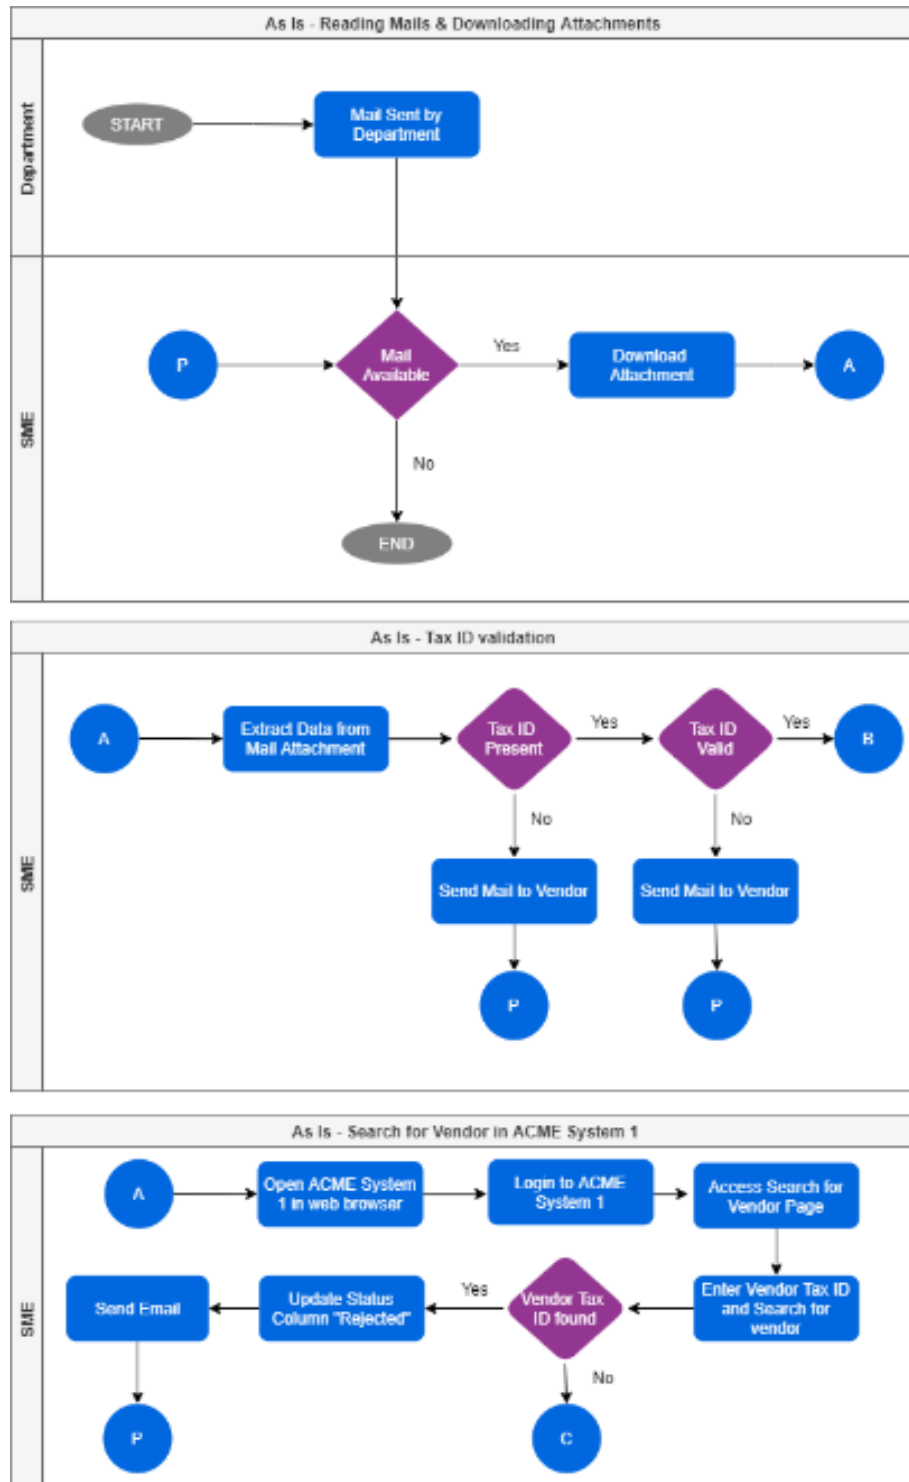 As Is - Reading Mails & Downloading Attachments
Department
START
Mail Sent by
Department
SME
P
Mail
Available
Yes
Download
Attachment
A
No
END
As Is - Tax ID validation
SME
A
Extract Data from
Mail Attachment
Tax ID
Present
Yes
Tax ID
Valid
Yes
B
No
No
Send Mail to Vendor
Send Mail to Vendor
P
P
As Is - Search for Vendor in ACME System 1
SME
A
Open ACME System
1 in web browser
Login to ACME
System 1
Access Search for
Vendor Page
Send Email
Update Status
Column "Rejected"
Yes
Vendor Tax
ID found
Enter Vendor Tax ID
and Search for
vendor
No
P
C